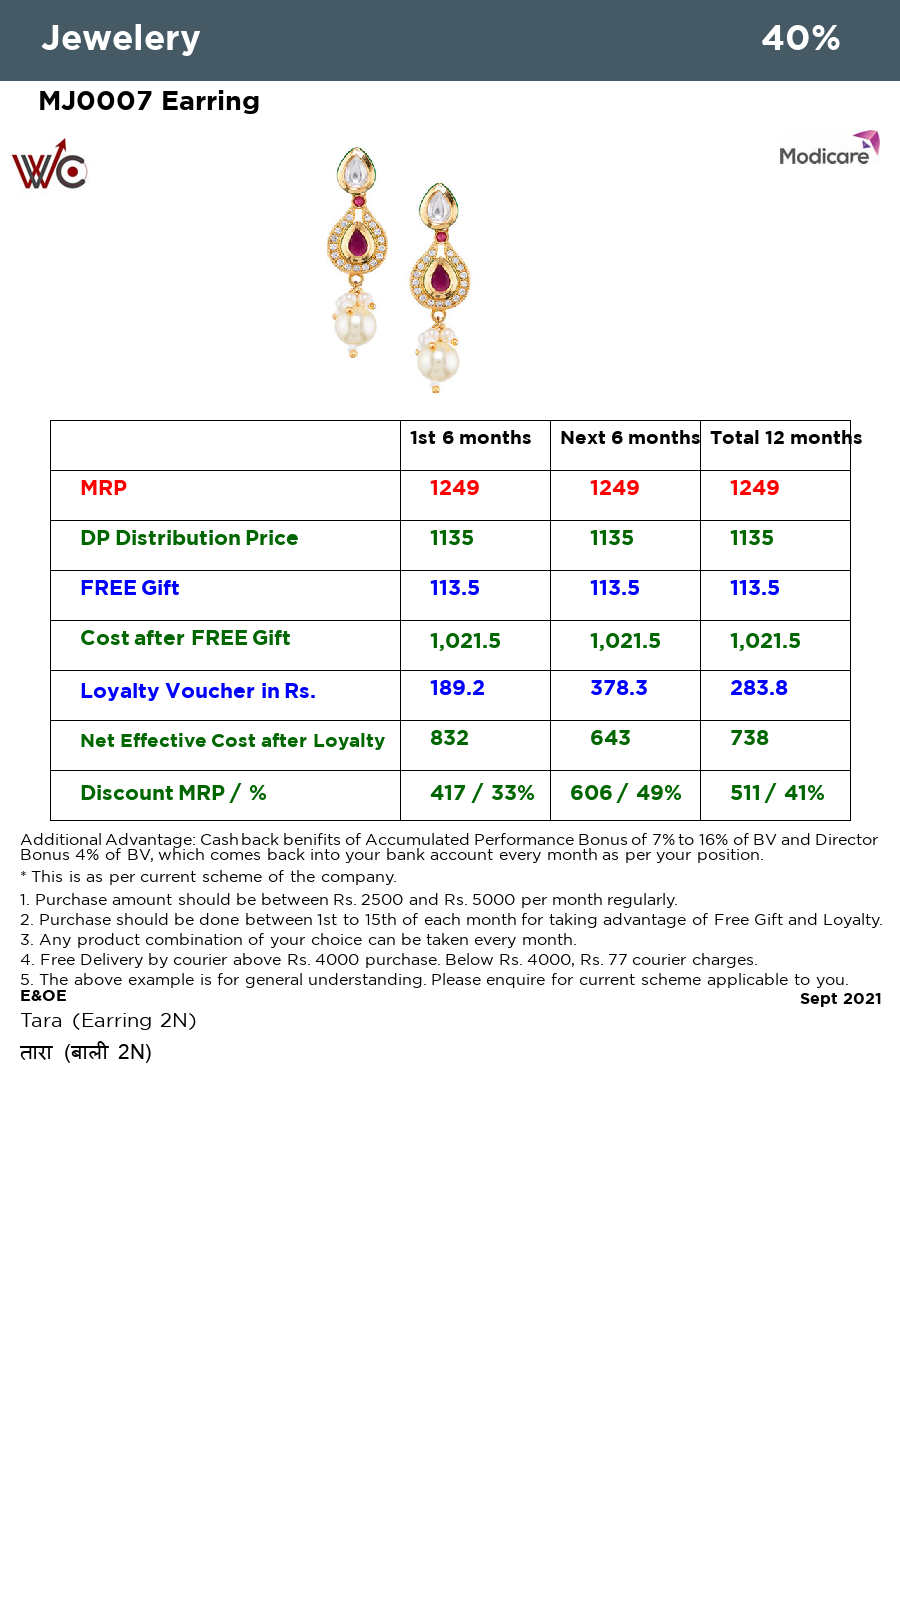 Jewelery 40%
MJ0007 Earring
WC
Modicare
1st 6 months Next 6 months Total 12 months
MRP 1249 1249 1249
DP Distribution Price 1135 1135 1135
FREE Gift 113.5 113.5 113.5
Cost after FREE Gift 1,021.5 1,021.5 1,021.5
Loyalty Voucher in Rs. 189.2 378.3 283.8
Net Effective Cost after Loyalty 832 643 738
Discount MRP / % 417 / 33% 606 / 49% 511 / 41%
Additional Advantage: Cashback benifits of Accumulated Performance Bonus of 7% to 16% of BV and Director
Bonus 4% of BV, which comes back into your bank account every month as per your position.
* This is as per current scheme of the company.
1. Purchase amount should be between Rs. 2500 and Rs. 5000 per month regularly.
2. Purchase should be done between 1st to 15th of each month for taking advantage of Free Gift and Loyalty.
3. Any product combination of your choice can be taken every month.
4. Free Delivery by courier above Rs. 4000 purchase. Below Rs. 4000, Rs. 77 courier charges.
5. The above example is for general understanding. Please enquire for current scheme applicable to you.
E&OE Sept 2021
Tara (Earring 2N)
तारा (बाली 2N)